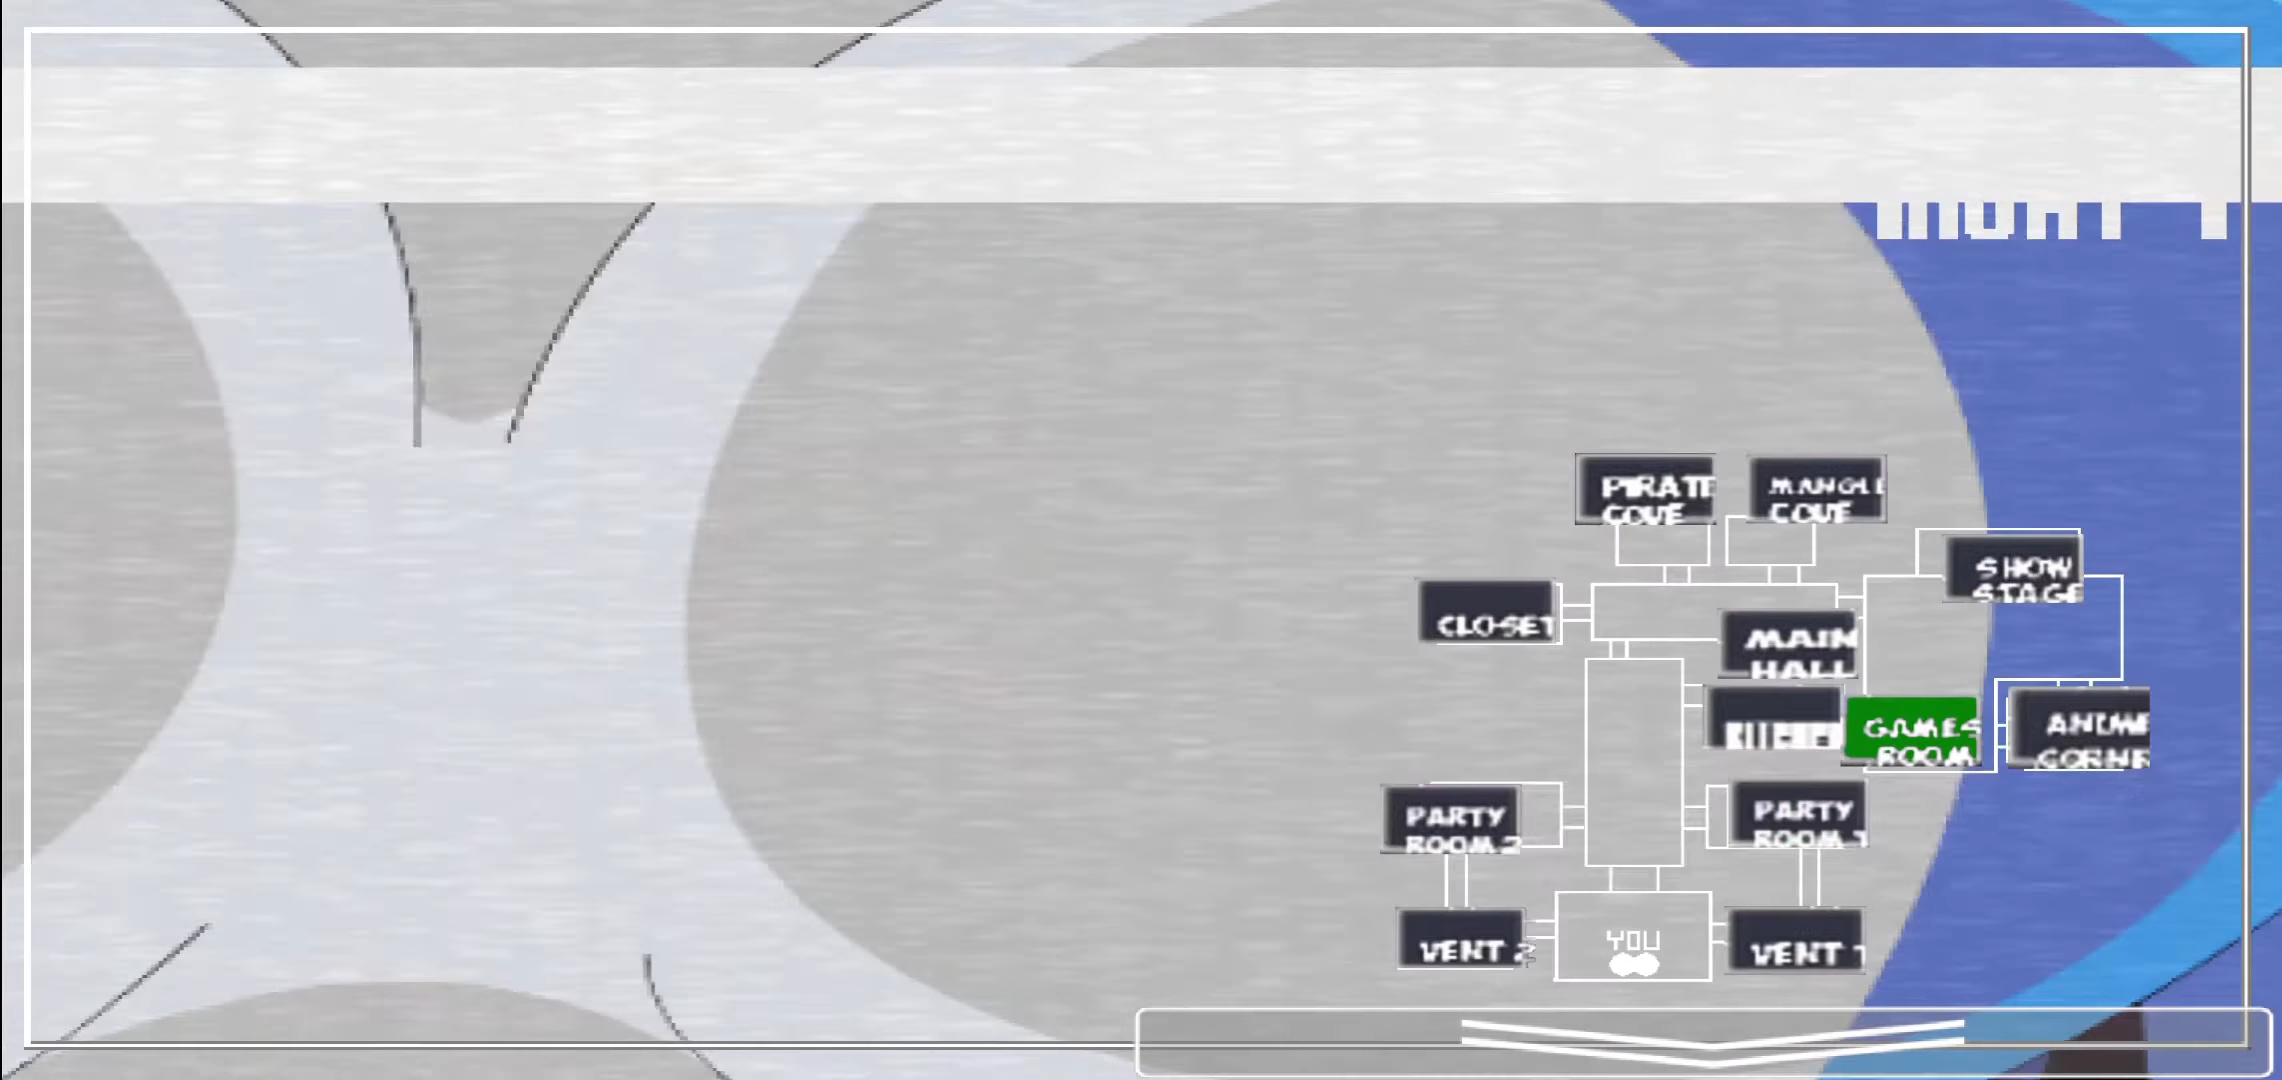 PIRATE
COVE
MANGLE
COVE
SHOW
STAGE
CLOSET
MAIN
HALL
GAMES
ROOM
PARTY
ROOM 2
PARTY
ROOM 1
VENT 2
YOU
VENT 1